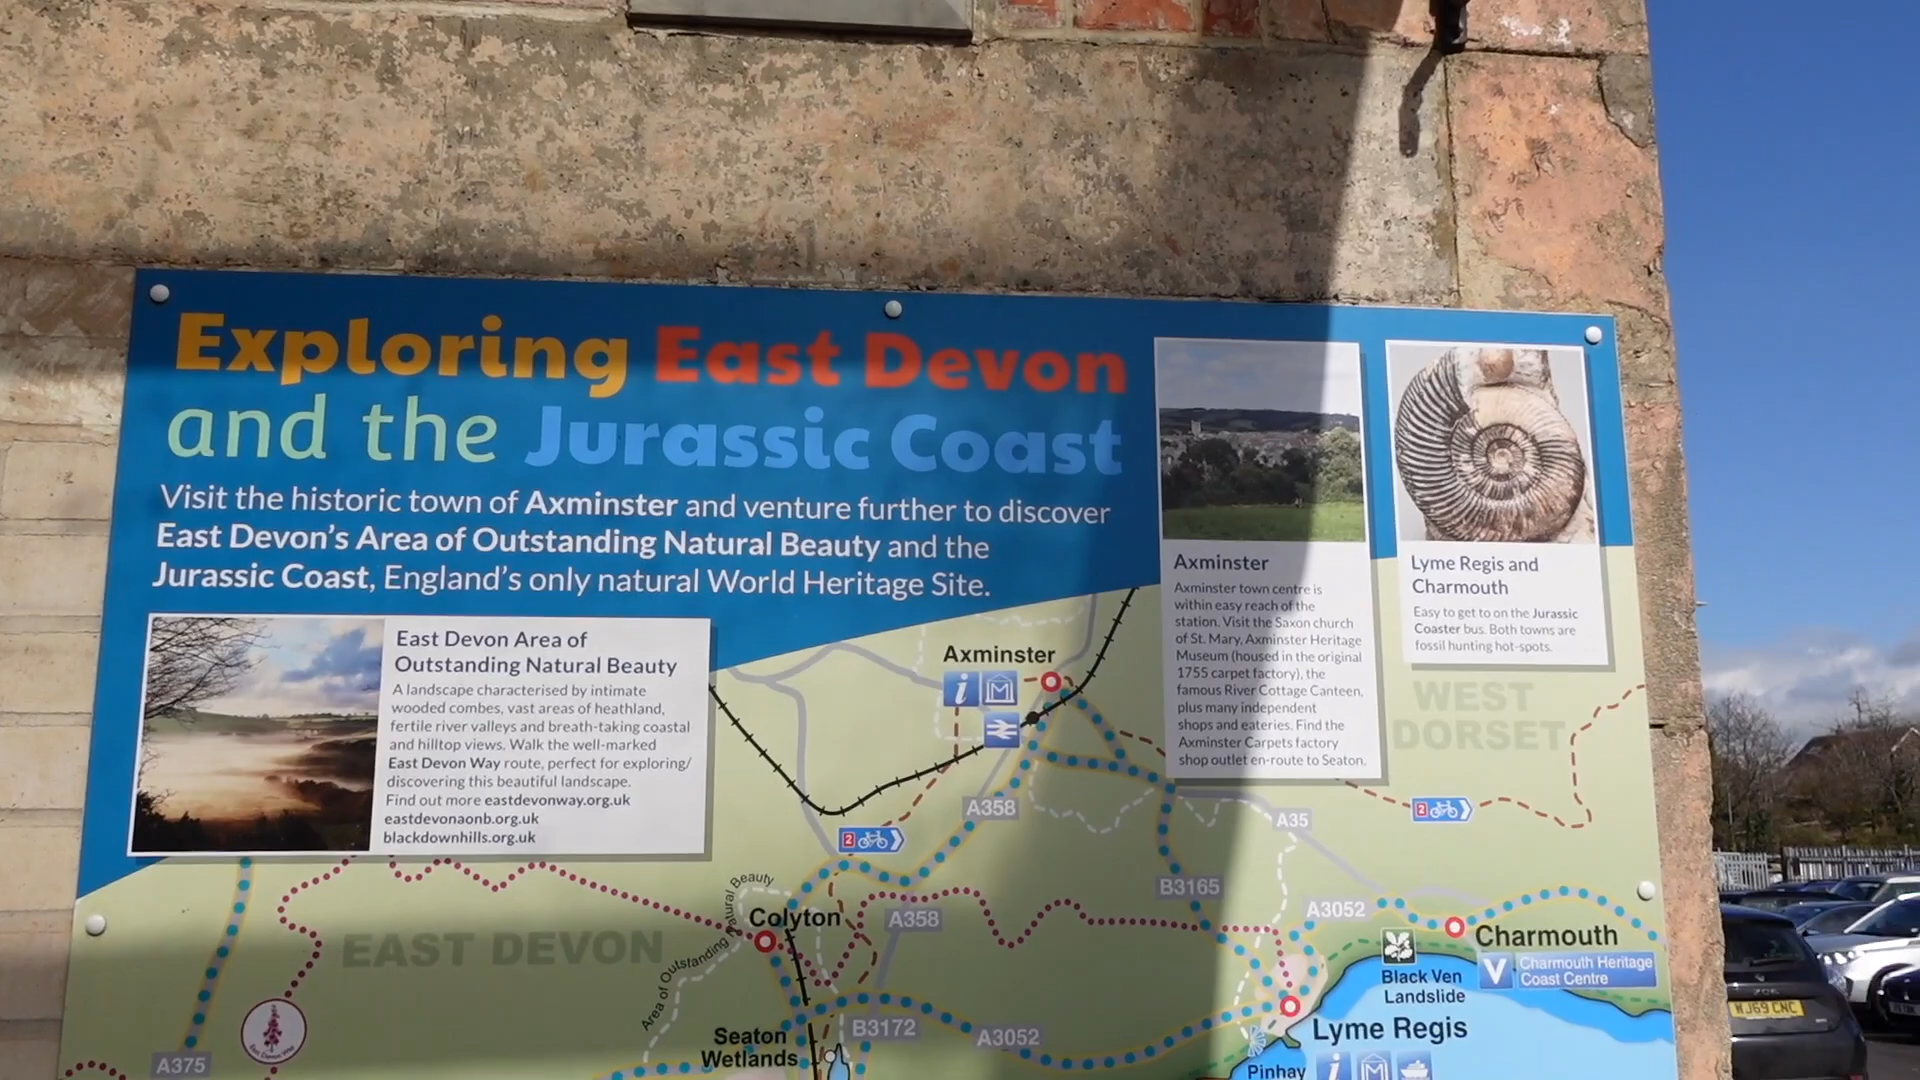 Exploring East Devon
and the Jurassic Coast
Visit the historic town of Axminster and venture further to discover
East Devon's Area of Outstanding Natural Beauty and the
Jurassic Coast, England's only natural World Heritage Site.
East Devon Area of
Outstanding Natural Beauty
A landscape characterised by intimate
wooded combes, vast areas of heathland,
fertile river valleys and breath-taking coastal
and hilltop views. Walk the well-marked
East Devon Way route, perfect for exploring/
discovering this beautiful landscape.
Find out more eastdevonway.org.uk
eastdevonaonb.org.uk
blackdownhills.org.uk
Axminster
Axminster town centre is
within easy reach of the
station. Visit the Saxon church
of St. Mary, Axminster Heritage
Museum (housed in the original
1755 carpet factory), the
famous River Cottage Canteen,
plus many independent
shops and eateries. Find the
Axminster Carpets factory
shop outlet en-route to Seaton.
Lyme Regis and
Charmouth
Easy to get to on the Jurassic
Coaster bus. Both towns are
fossil hunting hot-spots.
Axminster
i M
WEST
DORSET
A358
2
2
A35
B3165
Area of Outstanding Natural Beauty
Colyton
A358
A3052
EAST DEVON
Charmouth
V Charmouth Heritage
Coast Centre
Black Ven
Landslide
East Devon Way
Seaton
Wetlands
B3172
A3052
Lyme Regis
A375
Pinhay
i M
WJ69 CNC